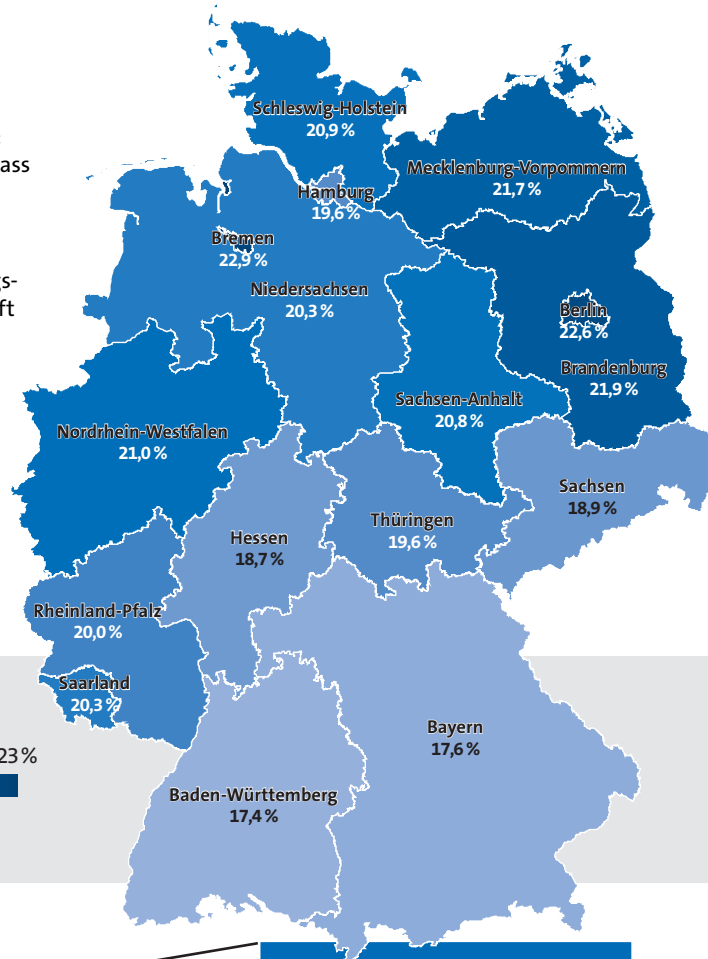 ass
gs-
ft
Schleswig-Holstein
20,9 %
Mecklenburg-Vorpommern
21,7 %
Hamburg
19,6 %
Bremen
22,9 %
Niedersachsen
20,3 %
Berlin
22,6 %
Brandenburg
21,9 %
Sachsen-Anhalt
20,8 %
Nordrhein-Westfalen
21,0 %
Sachsen
18,9 %
Thüringen
19,6 %
Hessen
18,7 %
Rheinland-Pfalz
20,0 %
Saarland
20,3 %
23 %
Bayern
17,6 %
Baden-Württemberg
17,4 %